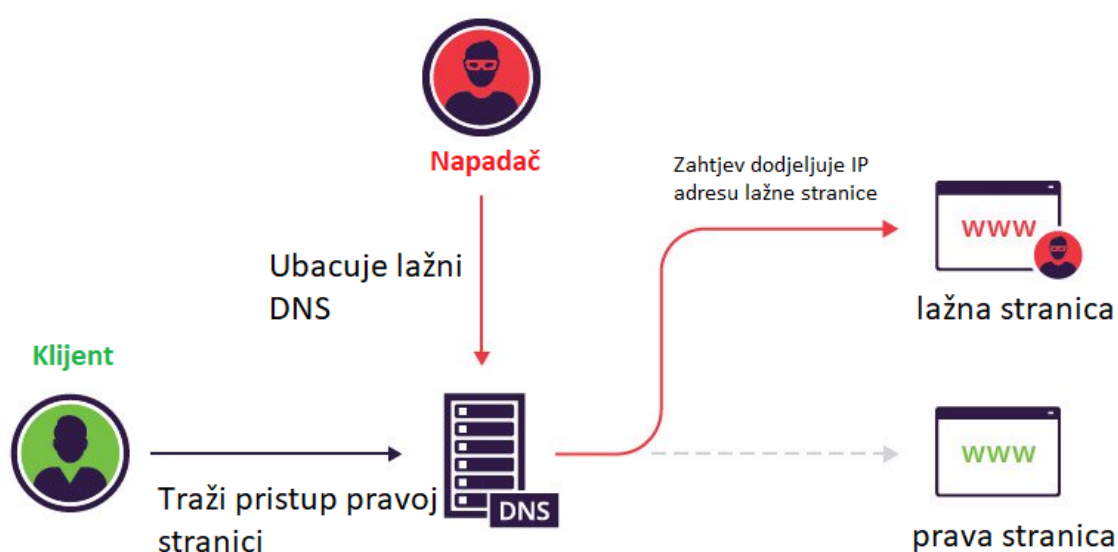 Napadač
Zahtjev dodjeljuje IP
adresu lažne stranice
www
lažna stranica
Ubacuje lažni
DNS
Klijent
Traži pristup pravoj
stranici
DNS
www
prava stranica